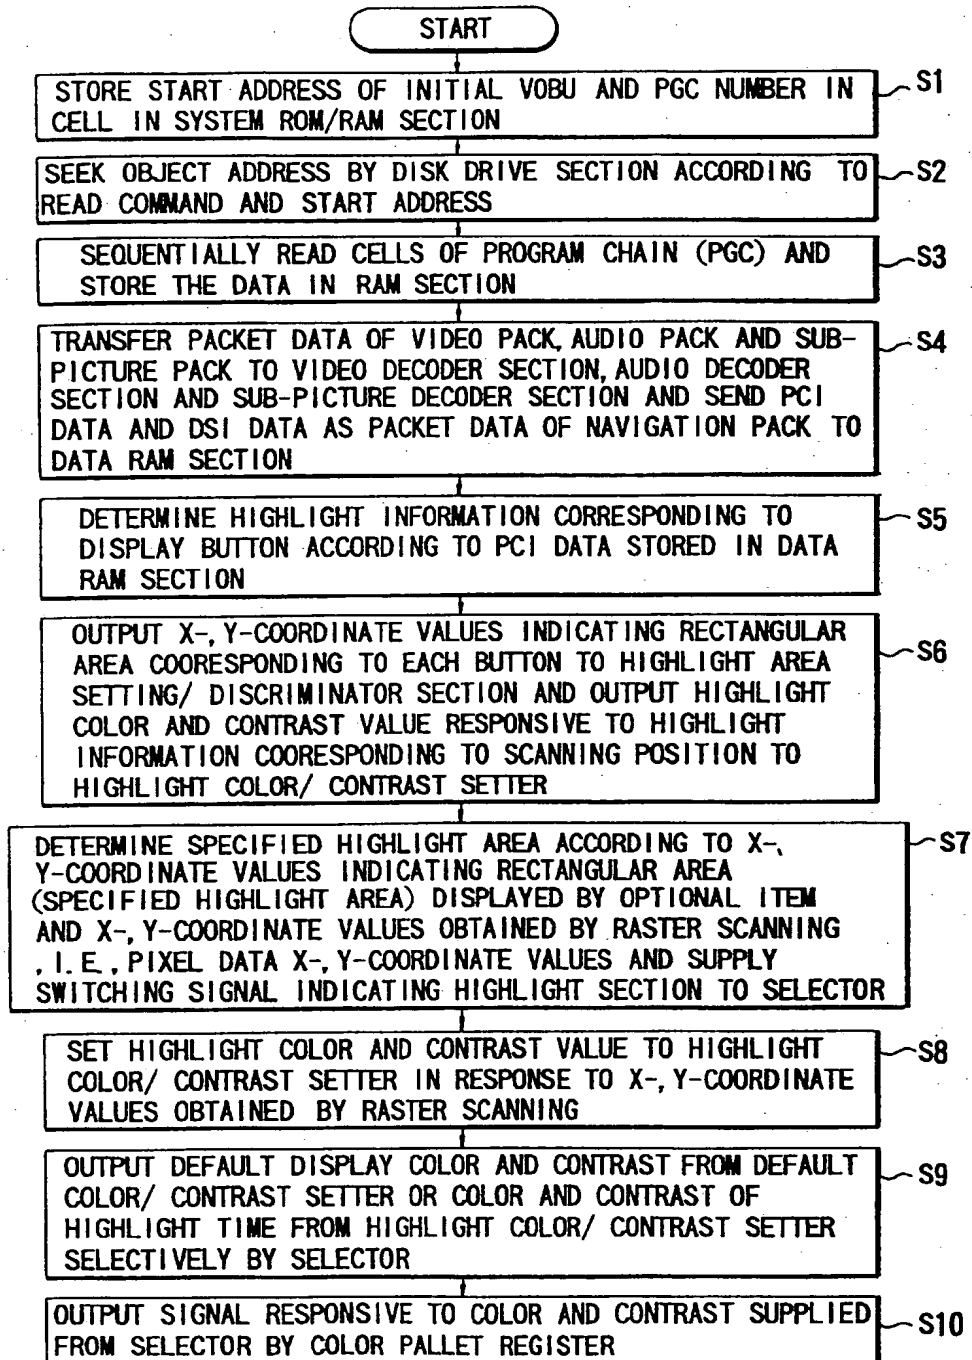 START
STORE START ADDRESS OF INITIAL VOBU AND PGC NUMBER IN
CELL IN SYSTEM ROM/RAM SECTION
S1
SEEK OBJECT ADDRESS BY DISK DRIVE SECTION ACCORDING TO
READ COMMAND AND START ADDRESS
S2
SEQUENTIALLY READ CELLS OF PROGRAM CHAIN (PGC) AND
STORE THE DATA IN RAM SECTION
S3
TRANSFER PACKET DATA OF VIDEO PACK, AUDIO PACK AND SUB-
PICTURE PACK TO VIDEO DECODER SECTION, AUDIO DECODER
SECTION AND SUB-PICTURE DECODER SECTION AND SEND PCI
DATA AND DSI DATA AS PACKET DATA OF NAVIGATION PACK TO
DATA RAM SECTION
S4
DETERMINE HIGHLIGHT INFORMATION CORRESPONDING TO
DISPLAY BUTTON ACCORDING TO PCI DATA STORED IN DATA
RAM SECTION
S5
OUTPUT X-, Y-COORDINATE VALUES INDICATING RECTANGULAR
AREA COORESPONDING TO EACH BUTTON TO HIGHLIGHT AREA
SETTING/ DISCRIMINATOR SECTION AND OUTPUT HIGHLIGHT
COLOR AND CONTRAST VALUE RESPONSIVE TO HIGHLIGHT
INFORMATION COORESPONDING TO SCANNING POSITION TO
HIGHLIGHT COLOR/ CONTRAST SETTER
S6
DETERMINE SPECIFIED HIGHLIGHT AREA ACCORDING TO X-,
Y-COORDINATE VALUES INDICATING RECTANGULAR AREA
(SPECIFIED HIGHLIGHT AREA) DISPLAYED BY OPTIONAL ITEM
AND X-, Y-COORDINATE VALUES OBTAINED BY RASTER SCANNING
, I. E., PIXEL DATA X-, Y-COORDINATE VALUES AND SUPPLY
SWITCHING SIGNAL INDICATING HIGHLIGHT SECTION TO SELECTOR
S7
SET HIGHLIGHT COLOR AND CONTRAST VALUE TO HIGHLIGHT
COLOR/ CONTRAST SETTER IN RESPONSE TO X-, Y-COORDINATE
VALUES OBTAINED BY RASTER SCANNING
S8
OUTPUT DEFAULT DISPLAY COLOR AND CONTRAST FROM DEFAULT
COLOR/ CONTRAST SETTER OR COLOR AND CONTRAST OF
HIGHLIGHT TIME FROM HIGHLIGHT COLOR/ CONTRAST SETTER
SELECTIVELY BY SELECTOR
S9
OUTPUT SIGNAL RESPONSIVE TO COLOR AND CONTRAST SUPPLIED
FROM SELECTOR BY COLOR PALLET REGISTER
S10